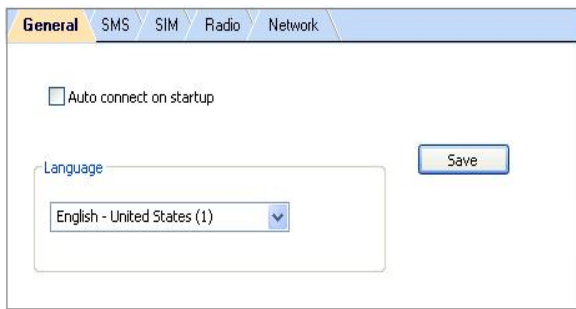 General SMS SIM Radio Network
Auto connect on startup
Save
Language
English - United States (1)